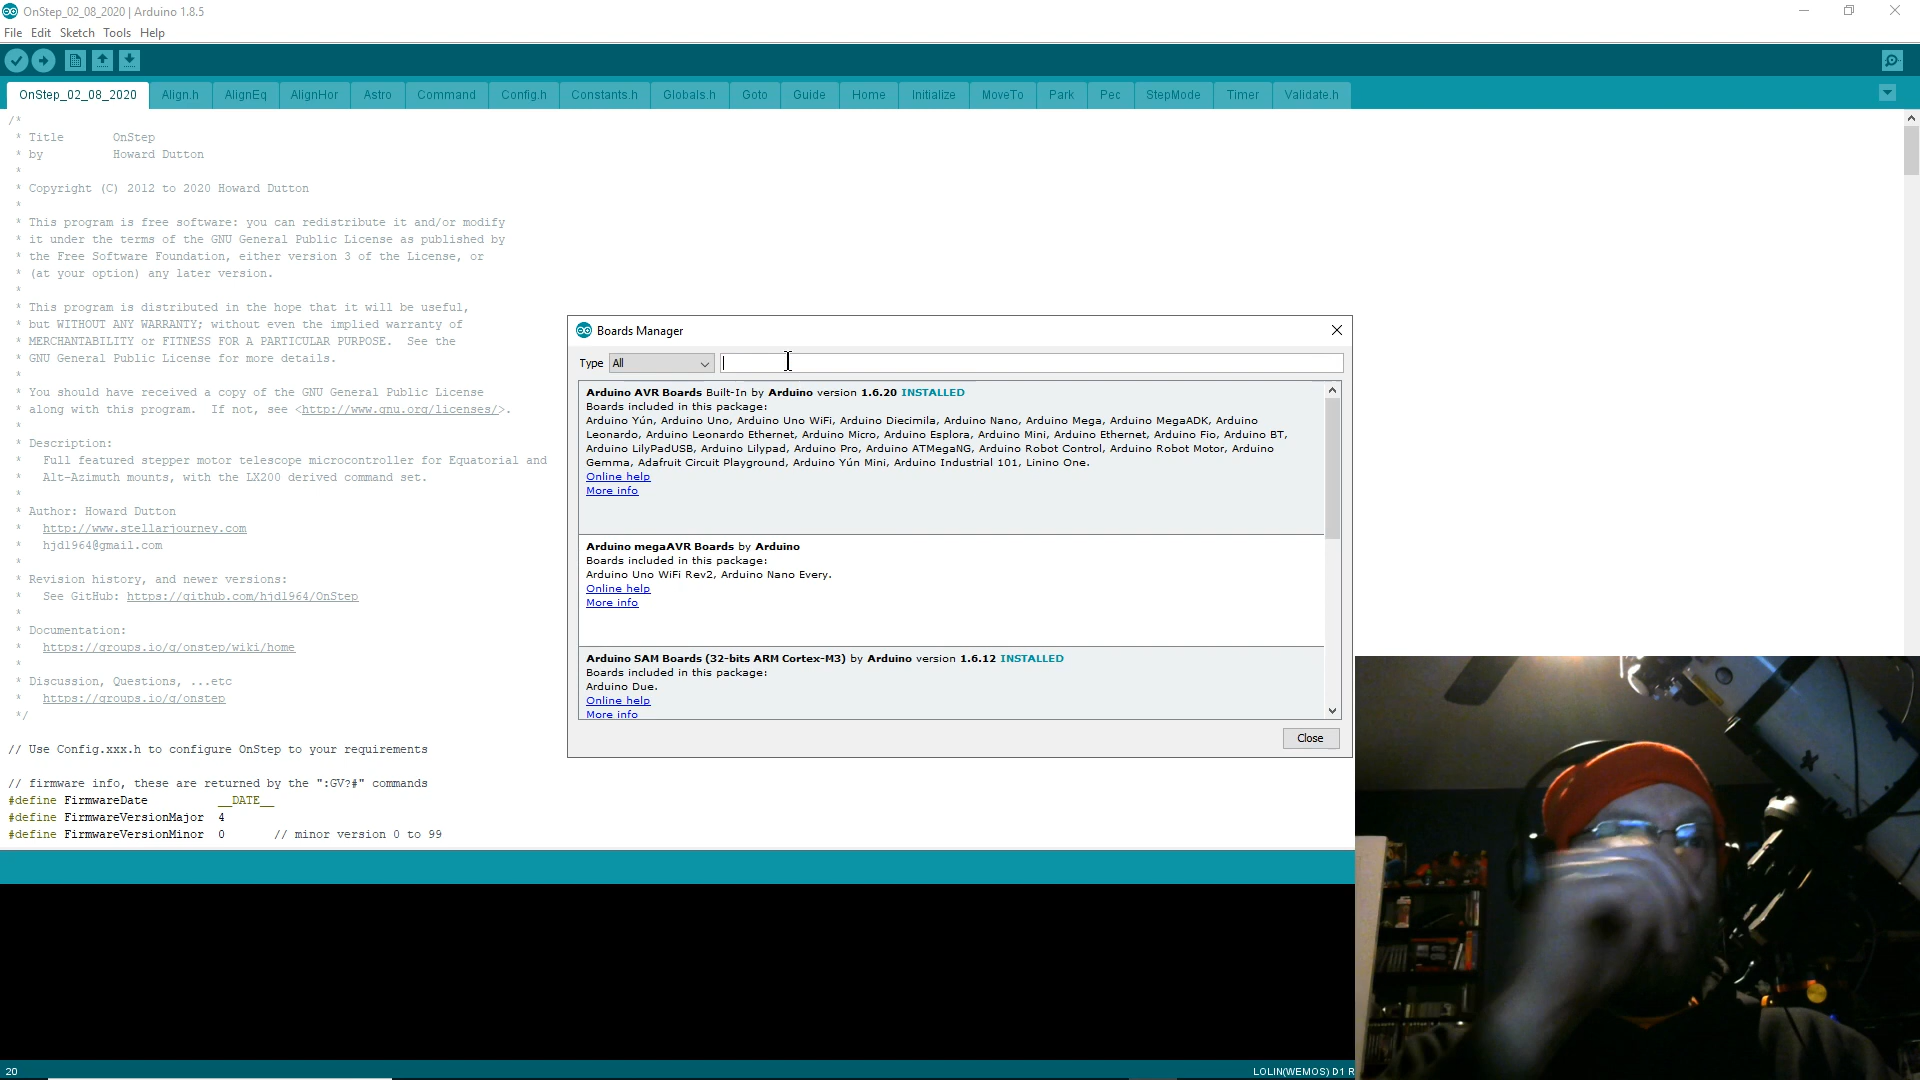 OnStep_02_08_2020 | Arduino 1.8.5
File Edit Sketch Tools Help
OnStep_02_08_2020 Align.h AlignEq AlignHor Astro Command Config.h Constants.h Globals.h Goto Guide Home Initialize MoveTo Park Pec StepMode Timer Validate.h
/*
* Title OnStep
* by Howard Dutton
*
* Copyright (C) 2012 to 2020 Howard Dutton
*
* This program is free software: you can redistribute it and/or modify
* it under the terms of the GNU General Public License as published by
* the Free Software Foundation, either version 3 of the License, or
* (at your option) any later version.
*
* This program is distributed in the hope that it will be useful,
* but WITHOUT ANY WARRANTY; without even the implied warranty of
* MERCHANTABILITY or FITNESS FOR A PARTICULAR PURPOSE. See the
* GNU General Public License for more details.
*
* You should have received a copy of the GNU General Public License
* along with this program. If not, see <http://www.gnu.org/licenses/>.
*
* Description:
* Full featured stepper motor telescope microcontroller for Equatorial and
* Alt-Azimuth mounts, with the LX200 derived command set.
*
* Author: Howard Dutton
* http://www.stellarjourney.com
* hjd1964@gmail.com
*
* Revision history, and newer versions:
* See GitHub: https://github.com/hjd1964/OnStep
*
* Documentation:
* https://groups.io/g/onstep/wiki/home
*
* Discussion, Questions, ...etc
* https://groups.io/g/onstep
*/
// Use Config.xxx.h to configure OnStep to your requirements
// firmware info, these are returned by the ":GV?#" commands
#define FirmwareDate __DATE__
#define FirmwareVersionMajor 4
#define FirmwareVersionMinor 0 // minor version 0 to 99
Boards Manager
Type All
Arduino AVR Boards Built-In by Arduino version 1.6.20 INSTALLED
Boards included in this package:
Arduino Yún, Arduino Uno, Arduino Uno WiFi, Arduino Diecimila, Arduino Nano, Arduino Mega, Arduino MegaADK, Arduino
Leonardo, Arduino Leonardo Ethernet, Arduino Micro, Arduino Esplora, Arduino Mini, Arduino Ethernet, Arduino Fio, Arduino BT,
Arduino LilyPadUSB, Arduino Lilypad, Arduino Pro, Arduino ATMegaNG, Arduino Robot Control, Arduino Robot Motor, Arduino
Gemma, Adafruit Circuit Playground, Arduino Yún Mini, Arduino Industrial 101, Linino One.
Online help
More info
Arduino megaAVR Boards by Arduino
Boards included in this package:
Arduino Uno WiFi Rev2, Arduino Nano Every.
Online help
More info
Arduino SAM Boards (32-bits ARM Cortex-M3) by Arduino version 1.6.12 INSTALLED
Boards included in this package:
Arduino Due.
Online help
More info
Close
20
LOLIN(WEMOS) D1 R